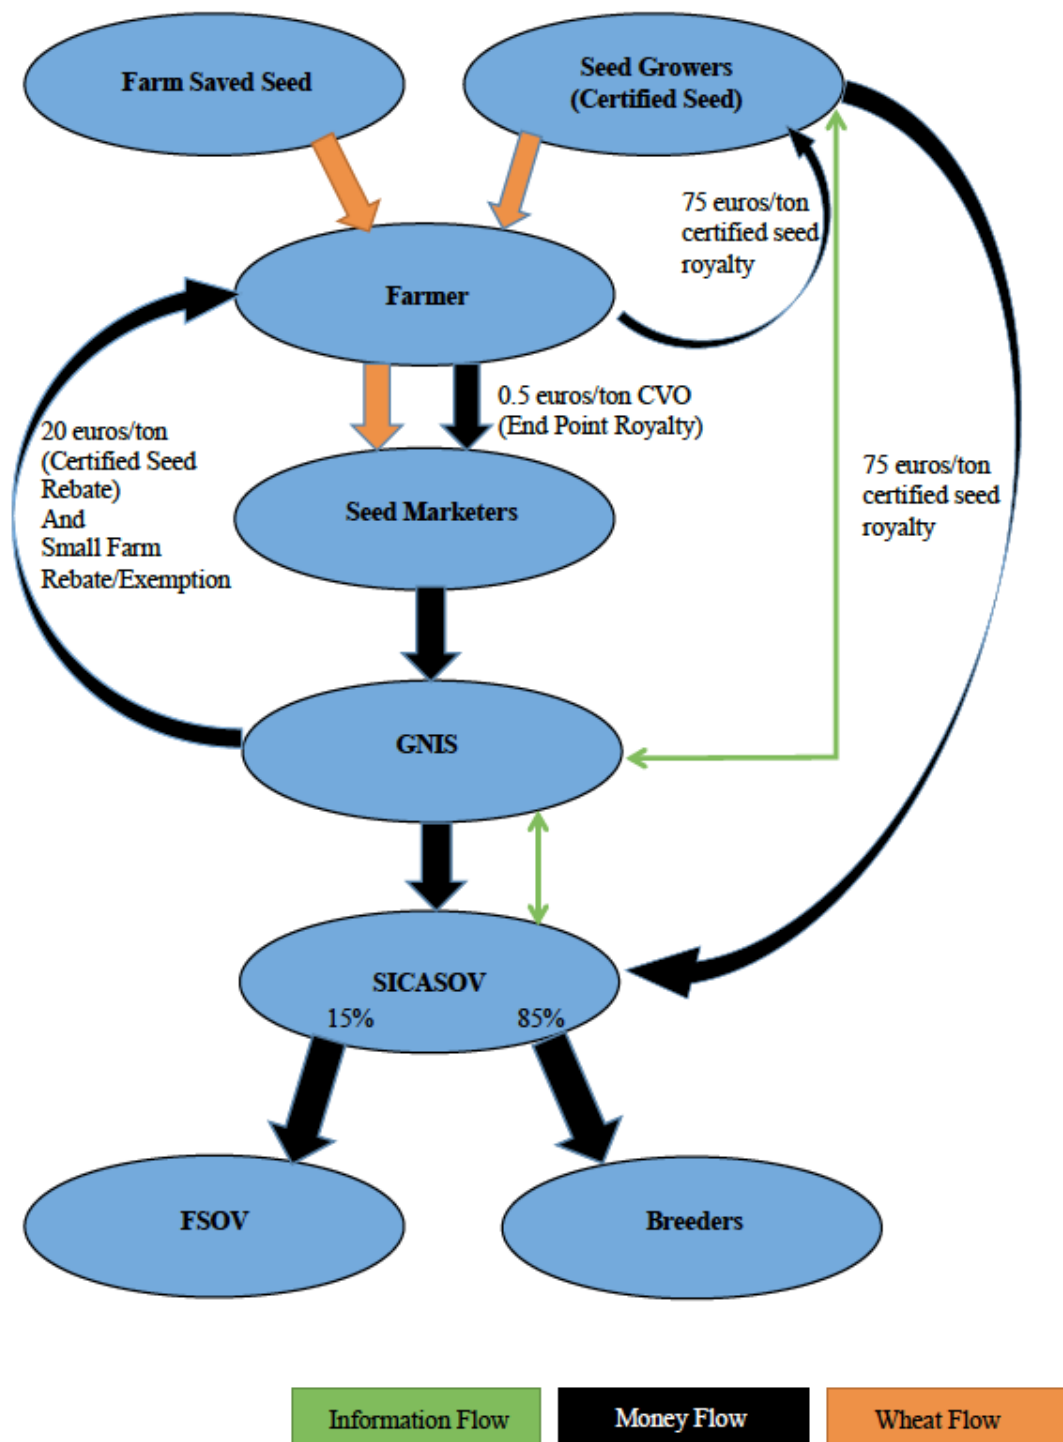 Farm Saved Seed
Seed Growers
(Certified Seed)
75 euros/ton
certified seed
royalty
Farmer
0.5 euros/ton CVO
(End Point Royalty)
20 euros/ton
(Certified Seed
Rebate)
And
Small Farm
Rebate/Exemption
75 euros/ton
certified seed
royalty
Seed Marketers
GNIS
SICASOV
15%
85%
FSOV
Breeders
Information Flow
Money Flow
Wheat Flow